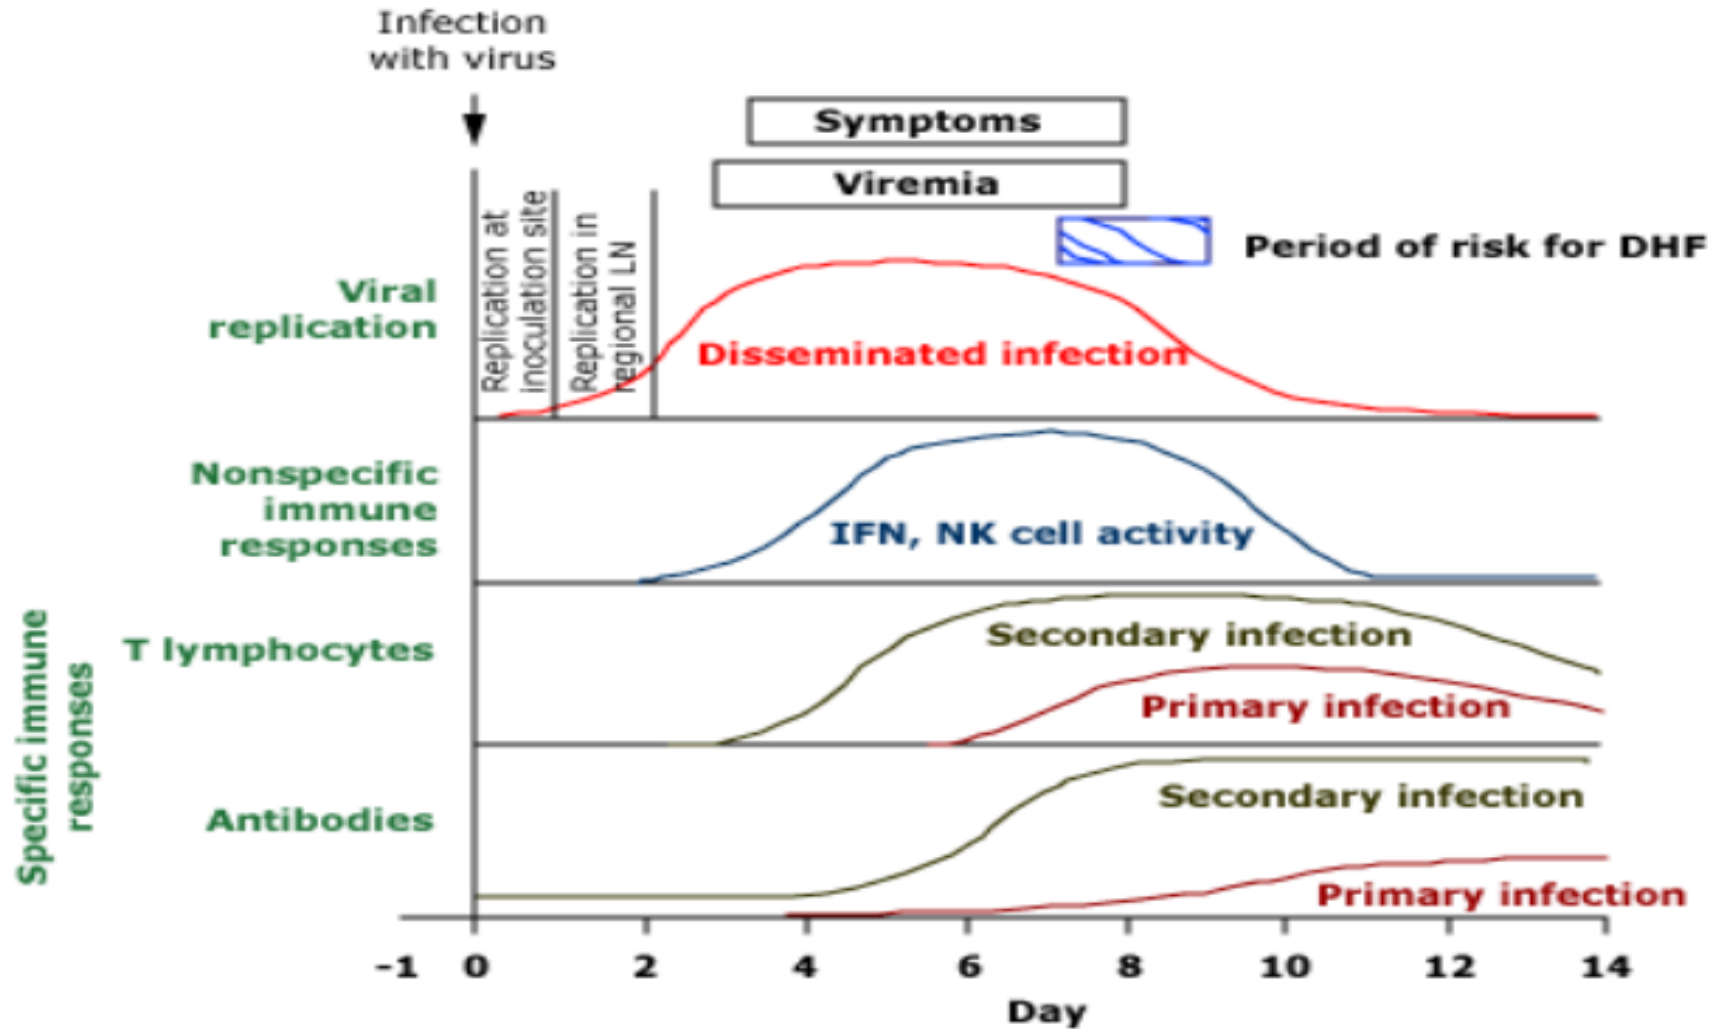 Infection
with virus
Symptoms
Viremia
Period of risk for DHF
Replication at
inoculation site
Replication in
regional LN
Viral
replication
Disseminated infection
Nonspecific
immune
responses
IFN, NK cell activity
Specific immune
responses
T lymphocytes
Secondary infection
Primary infection
Antibodies
Secondary infection
Primary infection
-1 0 2 4 6 8 10 12 14
Day